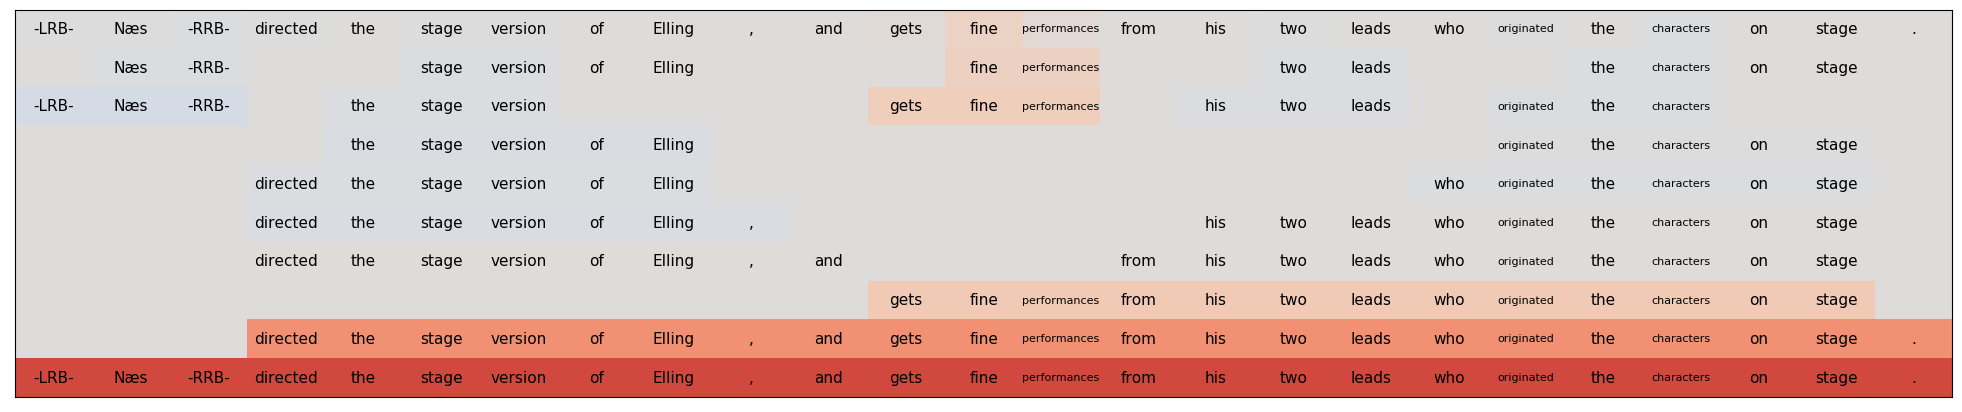 -LRB- Næs -RRB- directed the stage version of Elling , and gets fine performances from his two leads who originated the characters on stage .
Næs -RRB- stage version of Elling fine performances two leads the characters on stage
-LRB- Næs -RRB- the stage version gets fine performances his two leads originated the characters
the stage version of Elling originated the characters on stage
directed the stage version of Elling who originated the characters on stage
directed the stage version of Elling , his two leads who originated the characters on stage
directed the stage version of Elling , and from his two leads who originated the characters on stage
gets fine performances from his two leads who originated the characters on stage
directed the stage version of Elling , and gets fine performances from his two leads who originated the characters on stage .
-LRB- Næs -RRB- directed the stage version of Elling , and gets fine performances from his two leads who originated the characters on stage .